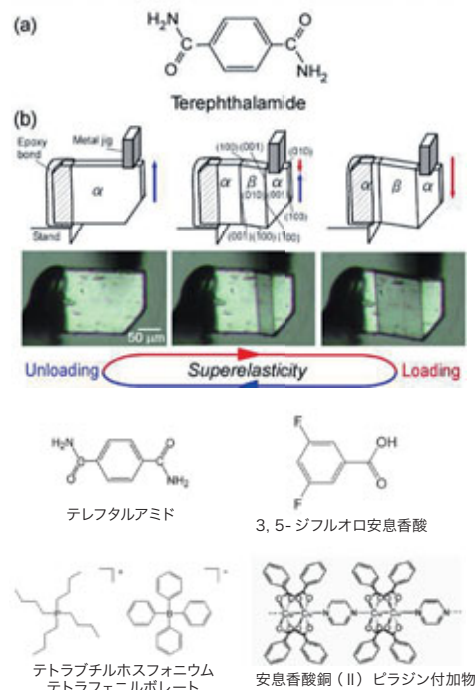 (a)
H₂N
O
O
NH₂
Terephthalamide
(b)
Epoxy bond
Metal jig
α
Stand
(100)
(001)
(010)
α
β
α
(010)
(001)
(103)
(001)
(100)
(100)
α
β
α
50 μm
Unloading
Superelasticity
Loading
H₂N
O
O
NH₂
テレフタルアミド
F
OH
O
F
3, 5-ジフルオロ安息香酸
テトラブチルホスフォニウム
テトラフェニルボレート
安息香酸銅(Ⅱ)ピラジン付加物